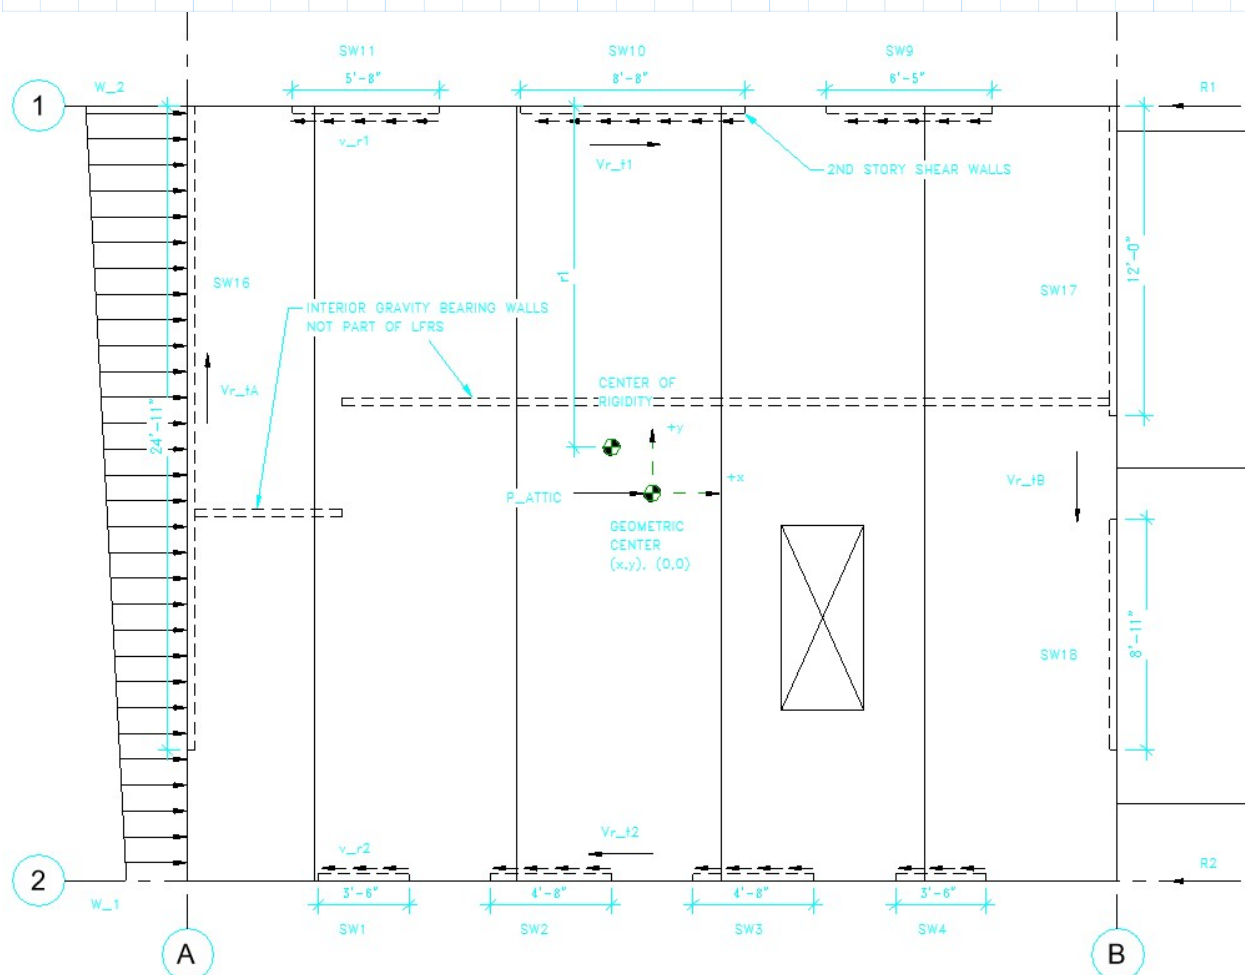 SW11
SW10
SW9
5'-8"
8'-8"
6'-5"
W_2
R1
1
v_r1
Vr_t1
2ND STORY SHEAR WALLS
r1
12'-0"
SW16
SW17
INTERIOR GRAVITY BEARING WALLS
NOT PART OF LFRS
Vr_tA
CENTER OF
RIGIDITY
24'-11"
+y
+x
P_ATTIC
Vr_tB
GEOMETRIC
CENTER
(x,y), (0,0)
8'-11"
SW18
Vr_t2
v_r2
R2
2
3'-6"
4'-8"
4'-8"
3'-6"
W_1
SW1
SW2
SW3
SW4
A
B